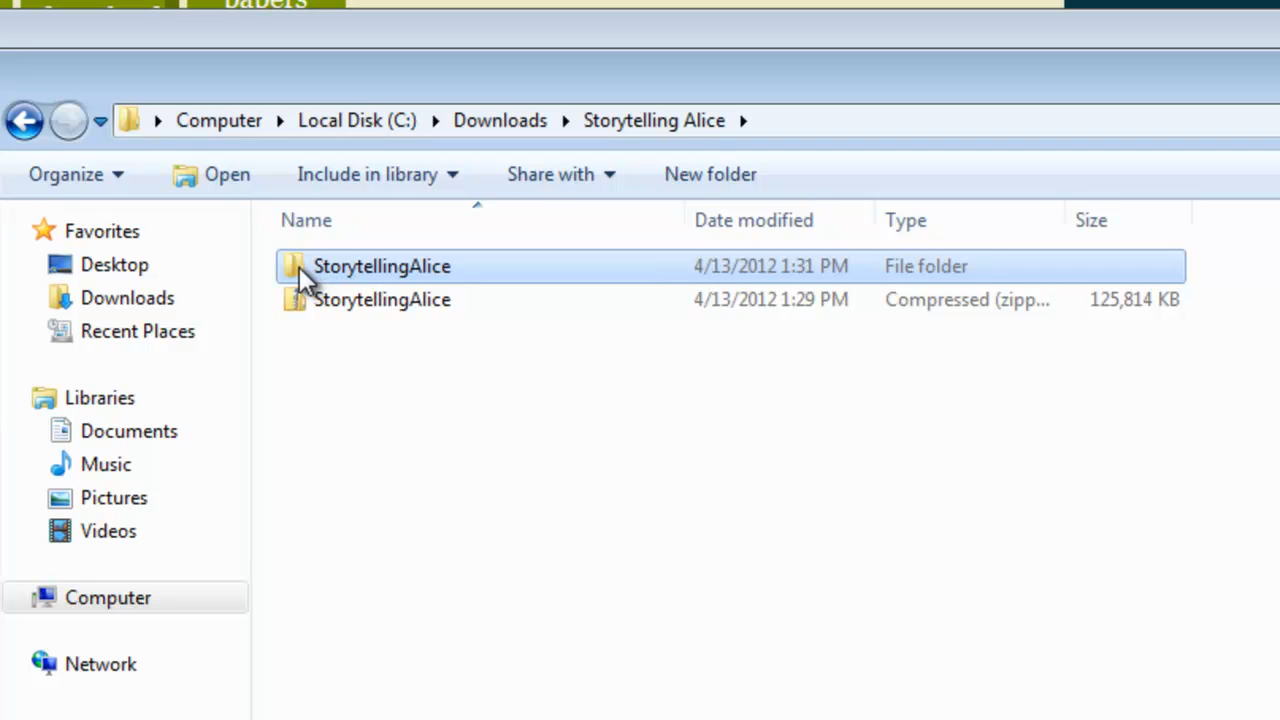 papers
Computer Local Disk (C:) Downloads Storytelling Alice
Organize Open Include in library Share with New folder
Name Date modified Type Size
Favorites
StorytellingAlice 4/13/2012 1:31 PM File folder
Desktop
StorytellingAlice 4/13/2012 1:29 PM Compressed (zipp... 125,814 KB
Downloads
Recent Places
Libraries
Documents
Music
Pictures
Videos
Computer
Network